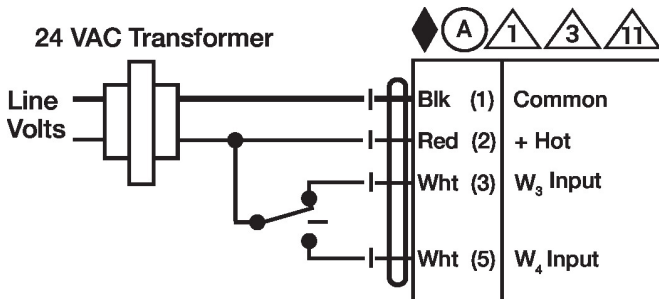 24 VAC Transformer
A 1 3 11
Line
Volts
Blk (1) Common
Red (2) + Hot
Wht (3) W3 Input
Wht (5) W4 Input